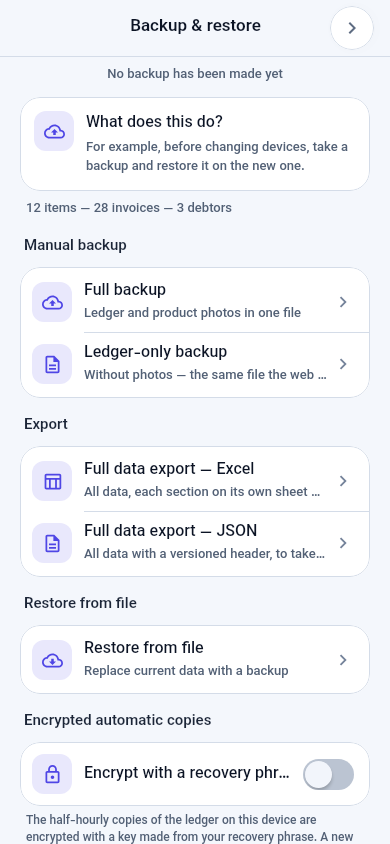 Backup & restore
No backup has been made yet
What does this do?
For example, before changing devices, take a
backup and restore it on the new one.
12 items — 28 invoices — 3 debtors
Manual backup
Full backup
Ledger and product photos in one file
Ledger-only backup
Without photos — the same file the web ...
Export
Full data export — Excel
All data, each section on its own sheet ...
Full data export — JSON
All data with a versioned header, to take...
Restore from file
Restore from file
Replace current data with a backup
Encrypted automatic copies
Encrypt with a recovery phr...
The half-hourly copies of the ledger on this device are
encrypted with a key made from your recovery phrase. A new